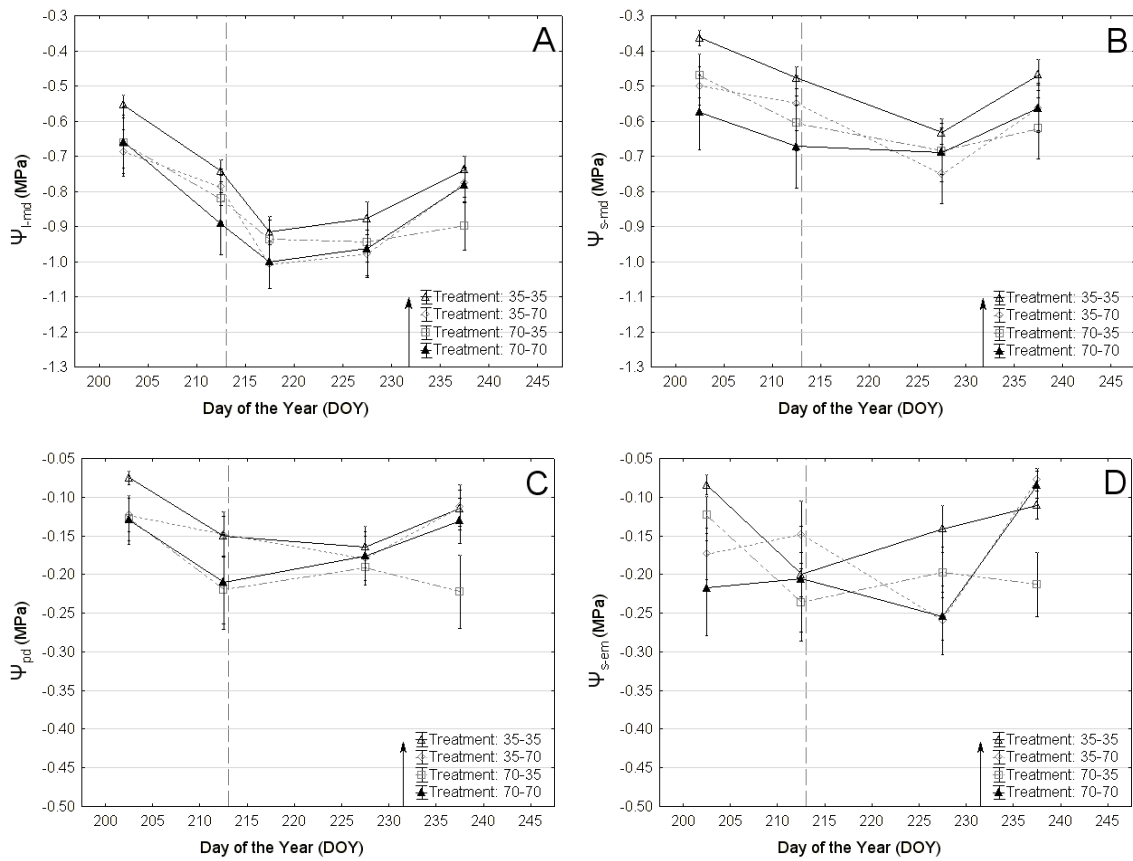 A
-0.3
-0.4
-0.5
-0.6
-0.7
-0.8
-0.9
-1.0
-1.1
-1.2
-1.3
Ψl-md (MPa)
Treatment: 35-35
Treatment: 35-70
Treatment: 70-35
Treatment: 70-70
200 205 210 215 220 225 230 235 240 245
Day of the Year (DOY)
B
-0.3
-0.4
-0.5
-0.6
-0.7
-0.8
-0.9
-1.0
-1.1
-1.2
-1.3
Ψs-md (MPa)
Treatment: 35-35
Treatment: 35-70
Treatment: 70-35
Treatment: 70-70
200 205 210 215 220 225 230 235 240 245
Day of the Year (DOY)
C
-0.05
-0.10
-0.15
-0.20
-0.25
-0.30
-0.35
-0.40
-0.45
-0.50
Ψpd (MPa)
Treatment: 35-35
Treatment: 35-70
Treatment: 70-35
Treatment: 70-70
200 205 210 215 220 225 230 235 240 245
Day of the Year (DOY)
D
-0.05
-0.10
-0.15
-0.20
-0.25
-0.30
-0.35
-0.40
-0.45
-0.50
Ψs-em (MPa)
Treatment: 35-35
Treatment: 35-70
Treatment: 70-35
Treatment: 70-70
200 205 210 215 220 225 230 235 240 245
Day of the Year (DOY)